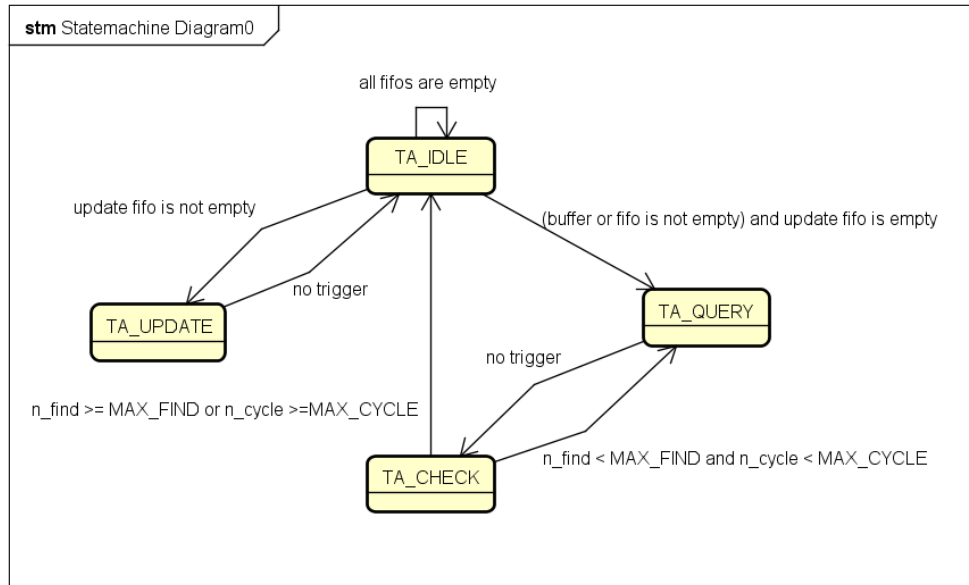 stm Statemachine Diagram0
all fifos are empty
TA_IDLE
update fifo is not empty
(buffer or fifo is not empty) and update fifo is empty
no trigger
TA_UPDATE
TA_QUERY
no trigger
n_find >= MAX_FIND or n_cycle >=MAX_CYCLE
n_find < MAX_FIND and n_cycle < MAX_CYCLE
TA_CHECK